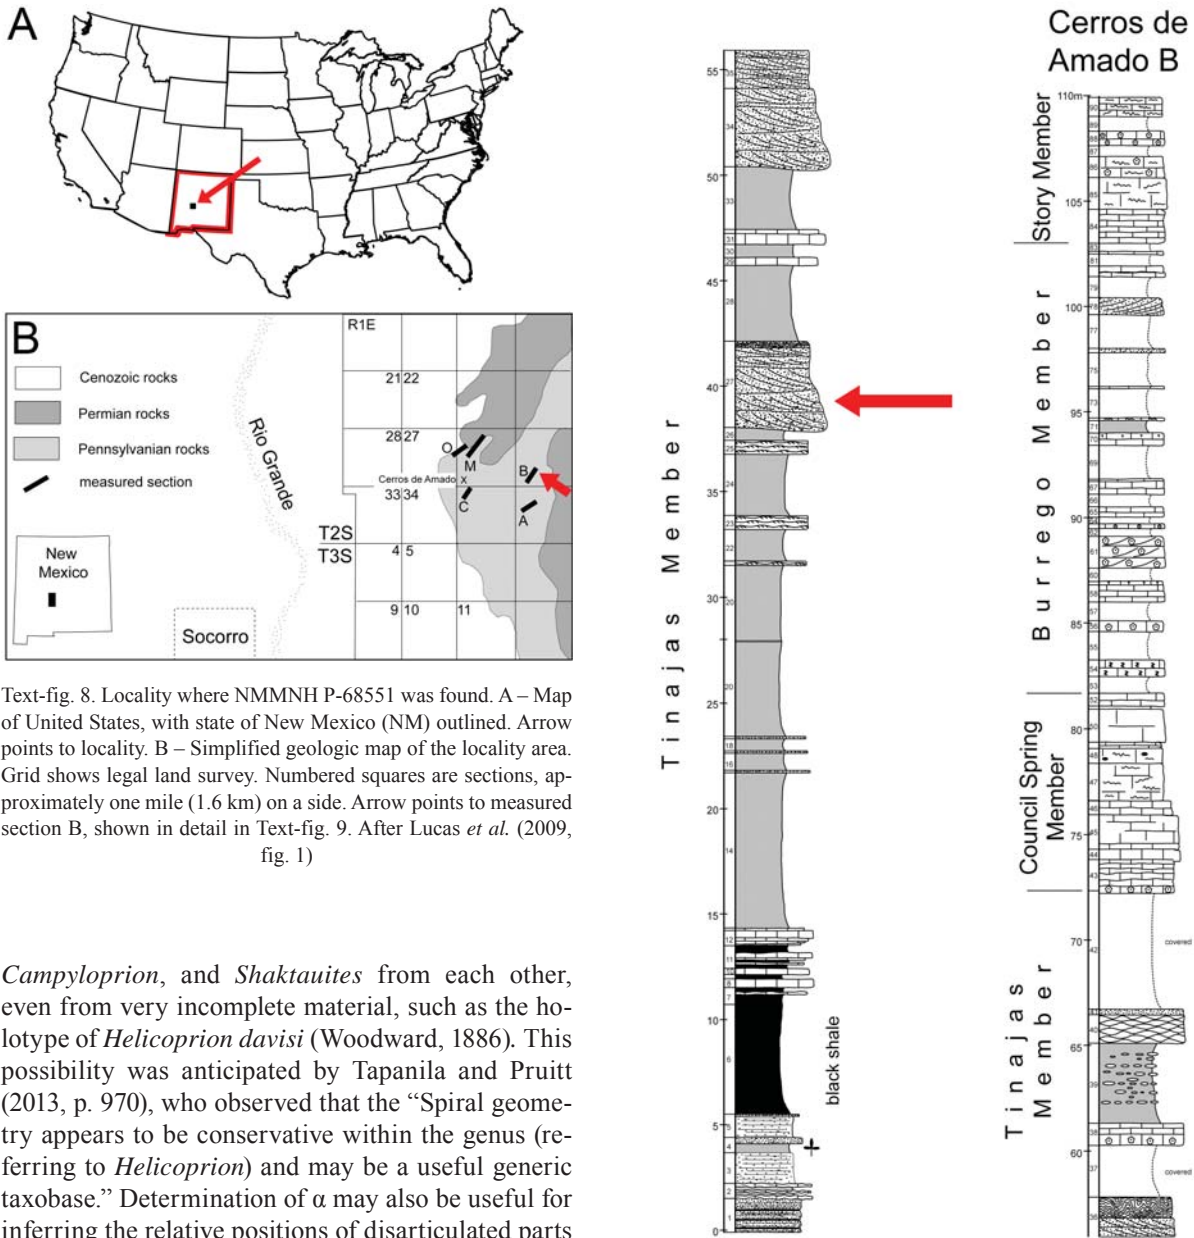 A
B
R1E
Cenozoic rocks
Permian rocks
Pennsylvanian rocks
measured section
Rio Grande
21 22
28 27
O
M
B
Cerros de Amado X
33 34
C
A
T2S
T3S
4 5
9 10
11
New
Mexico
Socorro
Text-fig. 8. Locality where NMMNH P-68551 was found. A – Map
of United States, with state of New Mexico (NM) outlined. Arrow
points to locality. B – Simplified geologic map of the locality area.
Grid shows legal land survey. Numbered squares are sections, ap-
proximately one mile (1.6 km) on a side. Arrow points to measured
section B, shown in detail in Text-fig. 9. After Lucas et al. (2009,
fig. 1)
Campyloprion, and Shaktauites from each other,
even from very incomplete material, such as the ho-
lotype of Helicoprion davisi (Woodward, 1886). This
possibility was anticipated by Tapanila and Pruitt
(2013, p. 970), who observed that the “Spiral geome-
try appears to be conservative within the genus (re-
ferring to Helicoprion) and may be a useful generic
taxobase.” Determination of α may also be useful for
inferring the relative positions of disarticulated parts
Tinajas Member
55
50
45
40
35
30
25
20
15
10
5
0
black shale
Cerros de
Amado B
Story Member
Burrego Member
Council Spring
Member
Tinajas
Member
110m
105
100
95
90
85
80
75
70
65
60
covered
covered